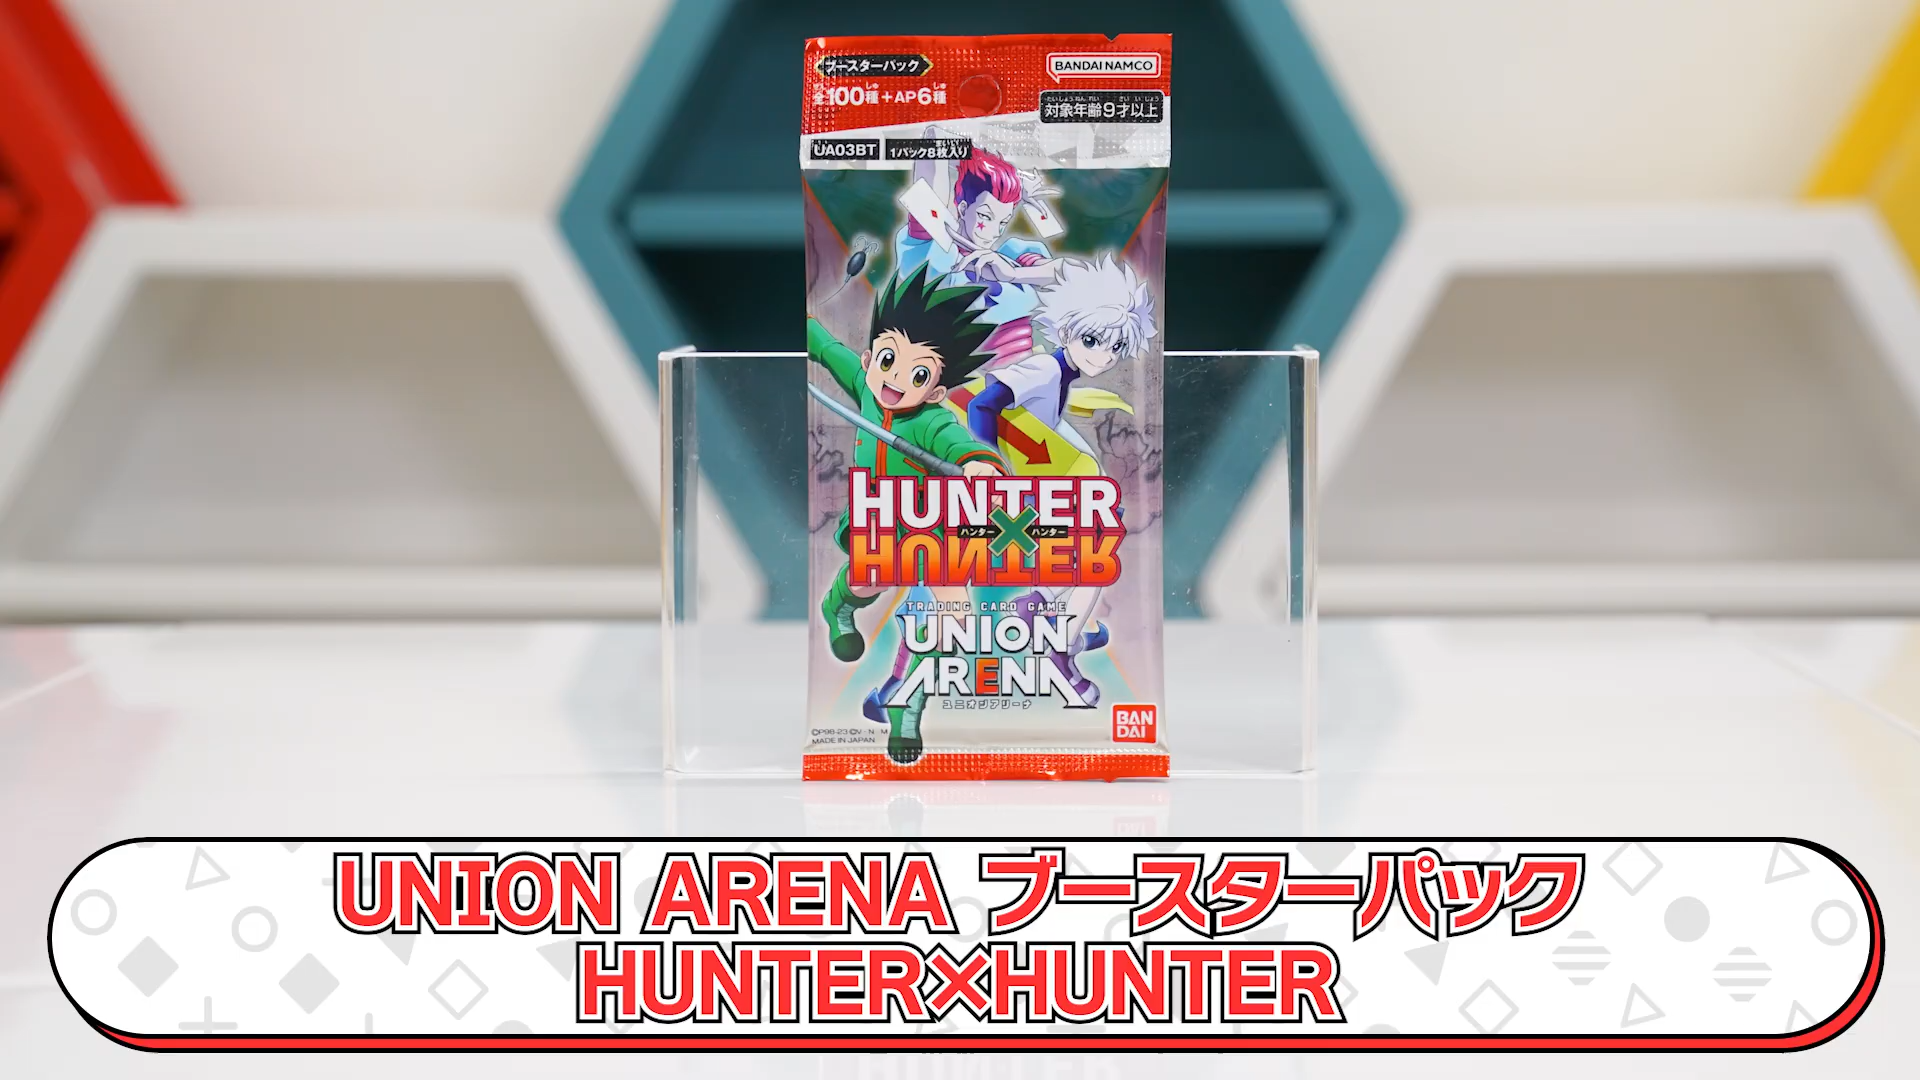 ブースターパック
全100種+AP6種
BANDAI NAMCO
対象年齢9才以上
UA03BT
1パック8枚入り
HUNTER
ハンター×ハンター
HUNTER
TRADING CARD GAME
UNION
ARENA
ユニオンアリーナ
BAN
DAI
©P98-23 ©V・N・M
MADE IN JAPAN
UNION ARENA ブースターパック
HUNTER×HUNTER